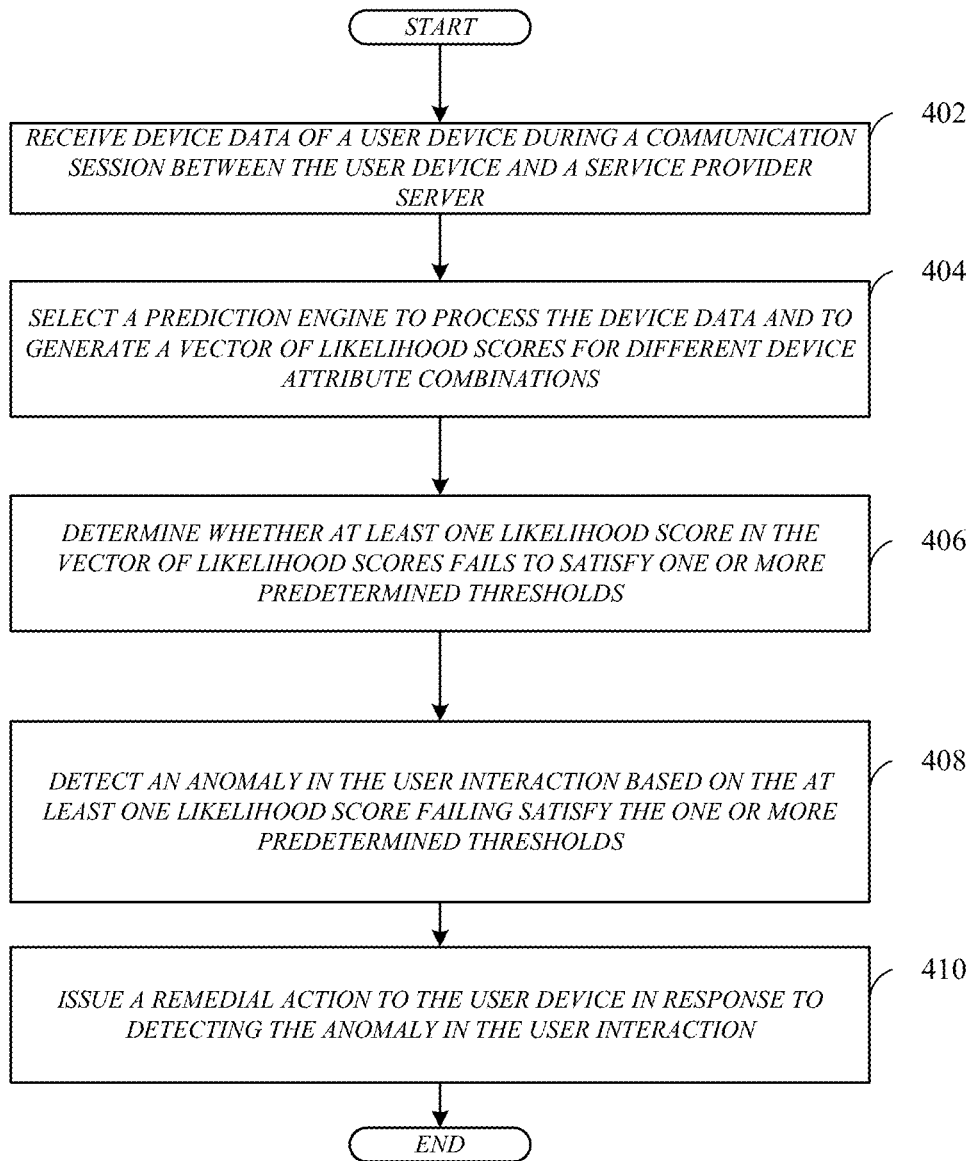 START
RECEIVE DEVICE DATA OF A USER DEVICE DURING A COMMUNICATION
SESSION BETWEEN THE USER DEVICE AND A SERVICE PROVIDER
SERVER
402
SELECT A PREDICTION ENGINE TO PROCESS THE DEVICE DATA AND TO
GENERATE A VECTOR OF LIKELIHOOD SCORES FOR DIFFERENT DEVICE
ATTRIBUTE COMBINATIONS
404
DETERMINE WHETHER AT LEAST ONE LIKELIHOOD SCORE IN THE
VECTOR OF LIKELIHOOD SCORES FAILS TO SATISFY ONE OR MORE
PREDETERMINED THRESHOLDS
406
DETECT AN ANOMALY IN THE USER INTERACTION BASED ON THE AT
LEAST ONE LIKELIHOOD SCORE FAILING SATISFY THE ONE OR MORE
PREDETERMINED THRESHOLDS
408
ISSUE A REMEDIAL ACTION TO THE USER DEVICE IN RESPONSE TO
DETECTING THE ANOMALY IN THE USER INTERACTION
410
END